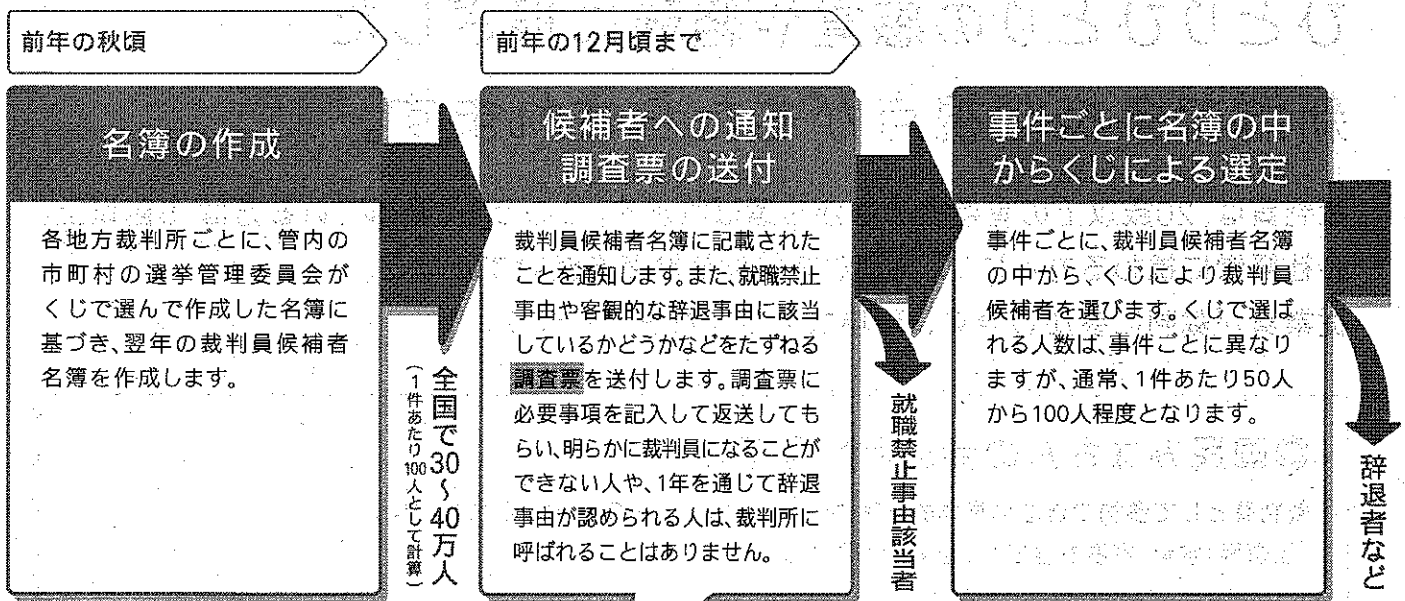 前年の秋頃
前年の12月頃まで
名簿の作成
各地方裁判所ごとに、管内の
市町村の選挙管理委員会が
くじで選んで作成した名簿に
基づき、翌年の裁判員候補者
名簿を作成します。
全国で30~40万人
(1件あたり100人として計算)
候補者への通知
調査票の送付
裁判員候補者名簿に記載された
ことを通知します。また、就職禁止
事由や客観的な辞退事由に該当
しているかどうかなどをたずねる
調査票を送付します。調査票に
必要事項を記入して返送しても
らい、明らかに裁判員になることが
できない人や、1年を通じて辞退
事由が認められる人は、裁判所に
呼ばれることはありません。
就職禁止事由該当者
事件ごとに名簿の中
からくじによる選定
事件ごとに、裁判員候補者名簿
の中から、くじにより裁判員
候補者を選びます。くじで選ば
れる人数は、事件ごとに異なり
ますが、通常、1件あたり50人
から100人程度となります。
辞退者など